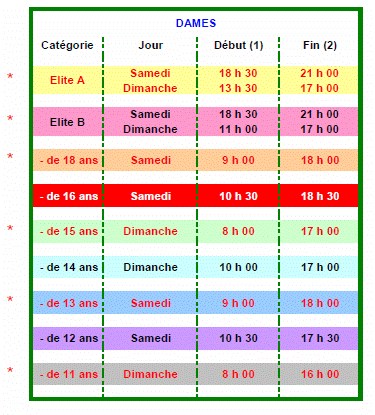 DAMES
Catégorie Jour Début (1) Fin (2)
* Elite A Samedi 18 h 30 21 h 00
Dimanche 13 h 30 17 h 00
* Elite B Samedi 18 h 30 21 h 00
Dimanche 11 h 00 17 h 00
* - de 18 ans Samedi 9 h 00 18 h 00
- de 16 ans Samedi 10 h 30 18 h 30
* - de 15 ans Dimanche 8 h 00 17 h 00
- de 14 ans Dimanche 10 h 00 17 h 00
* - de 13 ans Samedi 9 h 00 18 h 00
- de 12 ans Samedi 10 h 30 17 h 30
* - de 11 ans Dimanche 8 h 00 16 h 00